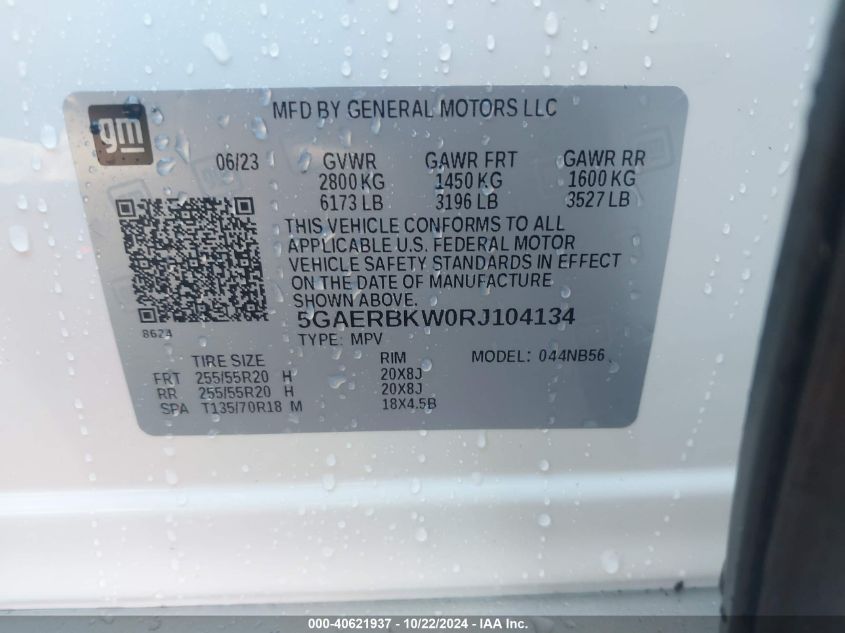 gm
MFD BY GENERAL MOTORS LLC
06/23 GVWR GAWR FRT GAWR RR
2800 KG 1450 KG 1600 KG
6173 LB 3196 LB 3527 LB
THIS VEHICLE CONFORMS TO ALL
APPLICABLE U.S. FEDERAL MOTOR
VEHICLE SAFETY STANDARDS IN EFFECT
ON THE DATE OF MANUFACTURE
SHOWN ABOVE.
5GAERBKW0RJ104134
8624
TYPE: MPV MODEL: 044NB56
TIRE SIZE RIM
FRT 255/55R20 H 20X8J
RR 255/55R20 H 20X8J
SPA T135/70R18 M 18X4.5B
000-40621937 - 10/22/2024 - IAA Inc.